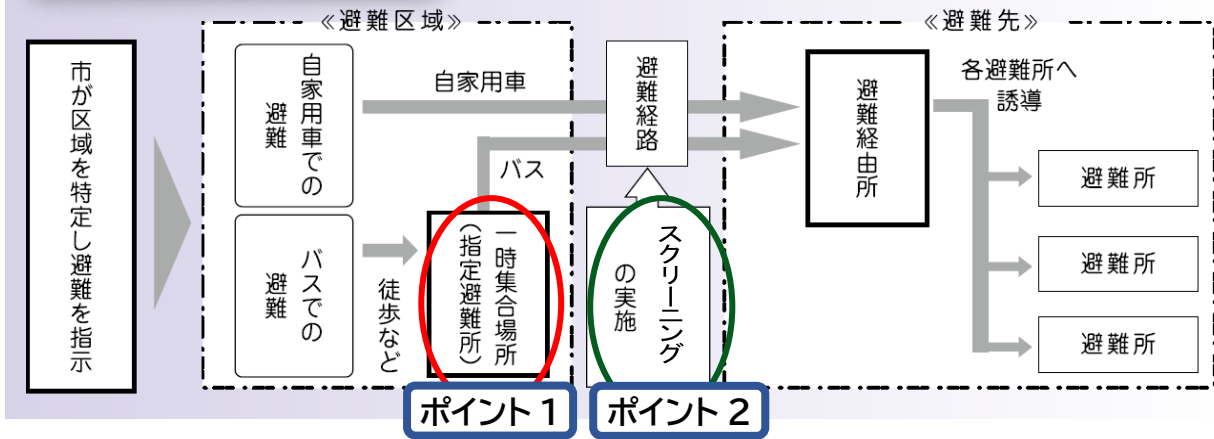 ≪避難区域≫
≪避難先≫
市が区域を特定し避難を指示
自家用車での
避難
自家用車
避難経路
避難経由所
各避難所へ
誘導
バス
バスでの
避難
徒歩など
一時集合場所
(指定避難所)
スクリーニング
の実施
避難所
避難所
避難所
ポイント1
ポイント2